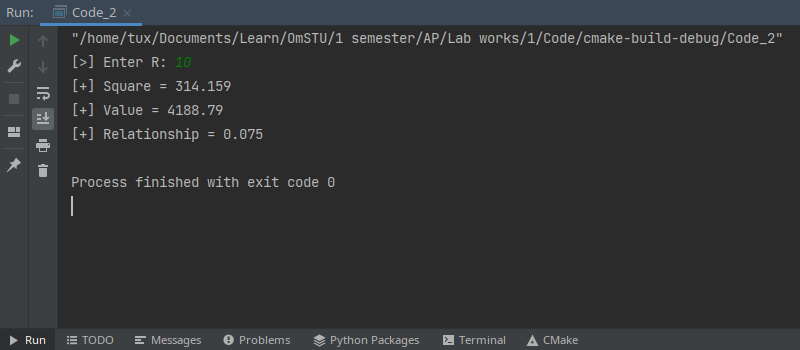 Run: Code_2
"/home/tux/Documents/Learn/OmSTU/1 semester/AP/Lab works/1/Code/cmake-build-debug/Code_2"
[>] Enter R: 10
[+] Square = 314.159
[+] Value = 4188.79
[+] Relationship = 0.075
Process finished with exit code 0
Run TODO Messages Problems Python Packages Terminal CMake